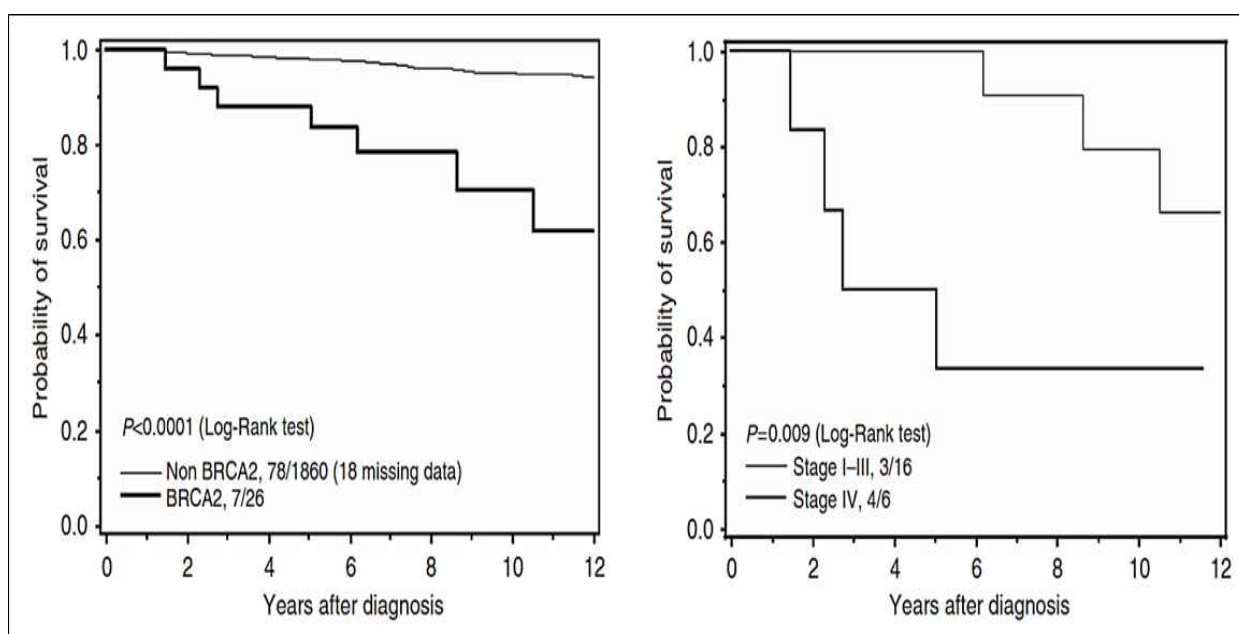 1.0
0.8
0.6
0.4
0.2
0.0
Probability of survival
P<0.0001 (Log-Rank test)
Non BRCA2, 78/1860 (18 missing data)
BRCA2, 7/26
0 2 4 6 8 10 12
Years after diagnosis
1.0
0.8
0.6
0.4
0.2
0.0
Probability of survival
P=0.009 (Log-Rank test)
Stage I–III, 3/16
Stage IV, 4/6
0 2 4 6 8 10 12
Years after diagnosis